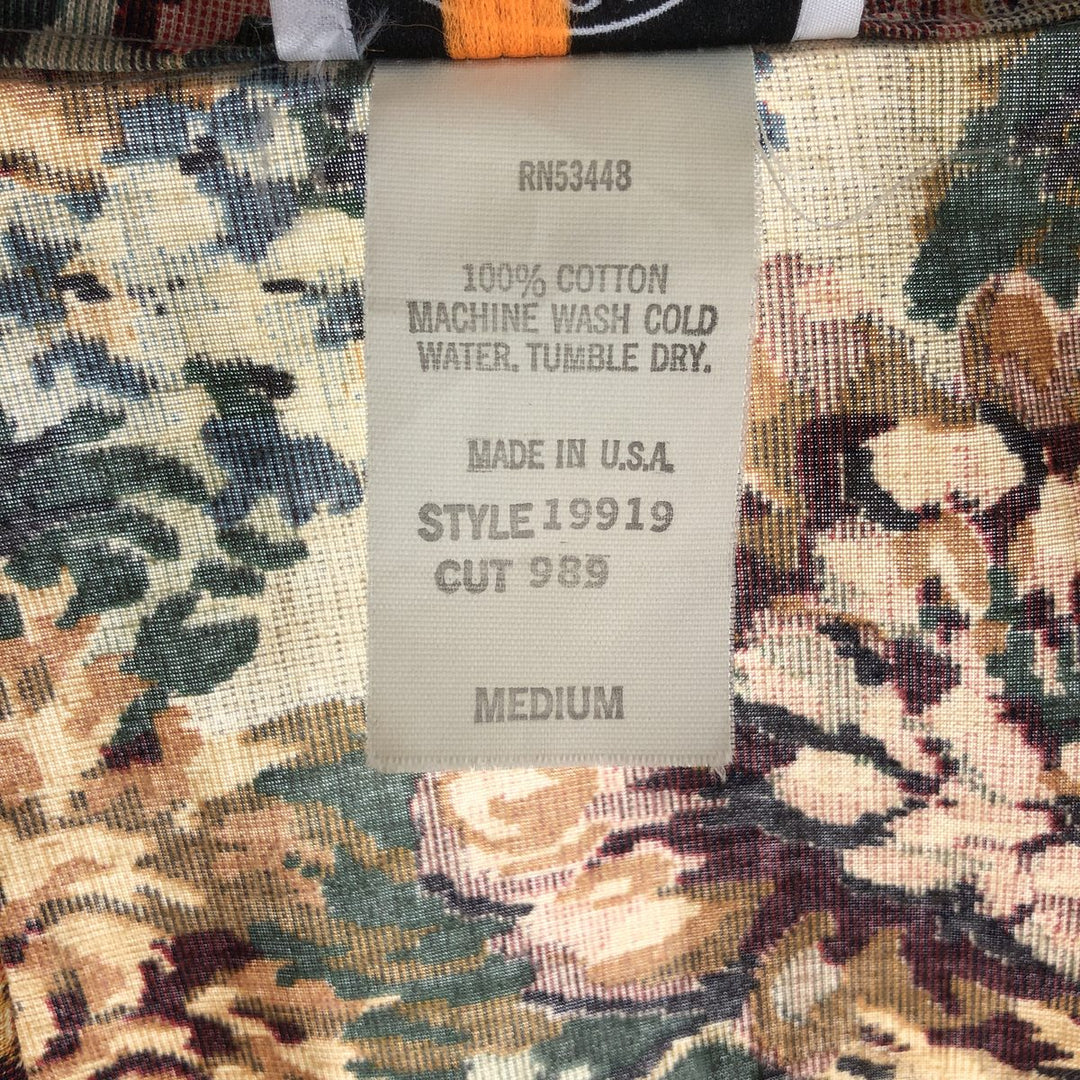 RN53448
100% COTTON
MACHINE WASH COLD
WATER. TUMBLE DRY.
MADE IN U.S.A.
STYLE 19919
CUT 989
MEDIUM